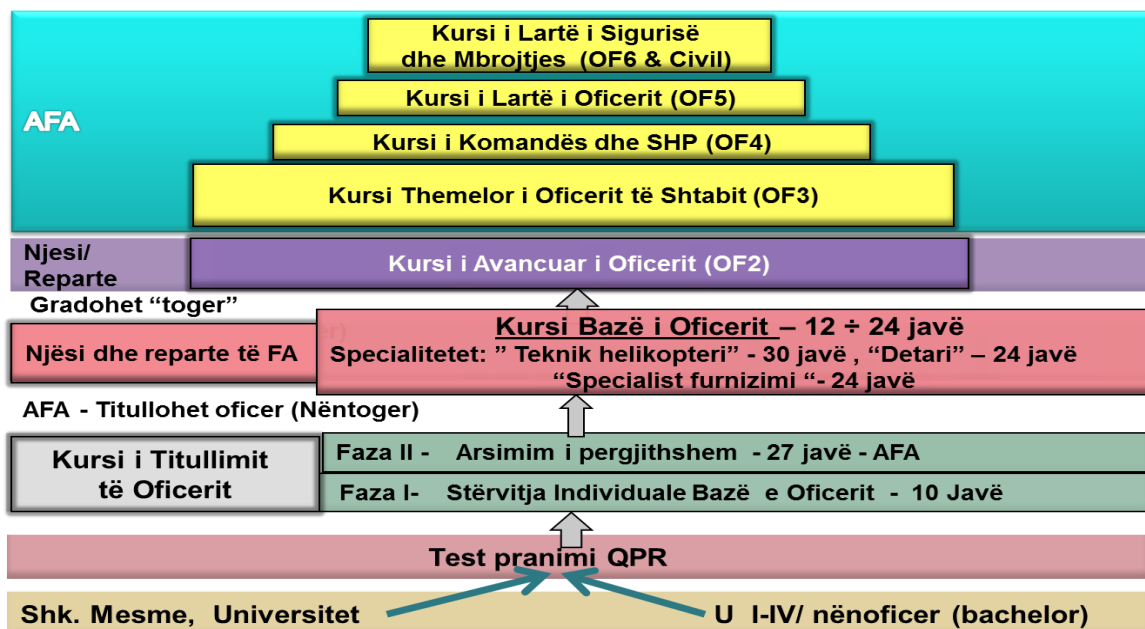 Kursi i Lartë i Sigurisë
dhe Mbrojtjes (OF6 & Civil)
Kursi i Lartë i Oficerit (OF5)
AFA
Kursi i Komandës dhe SHP (OF4)
Kursi Themelor i Oficerit të Shtabit (OF3)
Njesi/
Reparte
Kursi i Avancuar i Oficerit (OF2)
Gradohet “toger”
Kursi Bazë i Oficerit – 12 ÷ 24 javë
Njësi dhe reparte të FA
Specialitetet: ” Teknik helikopteri” - 30 javë , “Detari” – 24 javë
“Specialist furnizimi “- 24 javë
AFA - Titullohet oficer (Nëntoger)
Kursi i Titullimit
të Oficerit
Faza II - Arsimim i pergjithshem - 27 javë - AFA
Faza I- Stërvitja Individuale Bazë e Oficerit - 10 Javë
Test pranimi QPR
Shk. Mesme, Universitet
U I-IV/ nënoficer (bachelor)